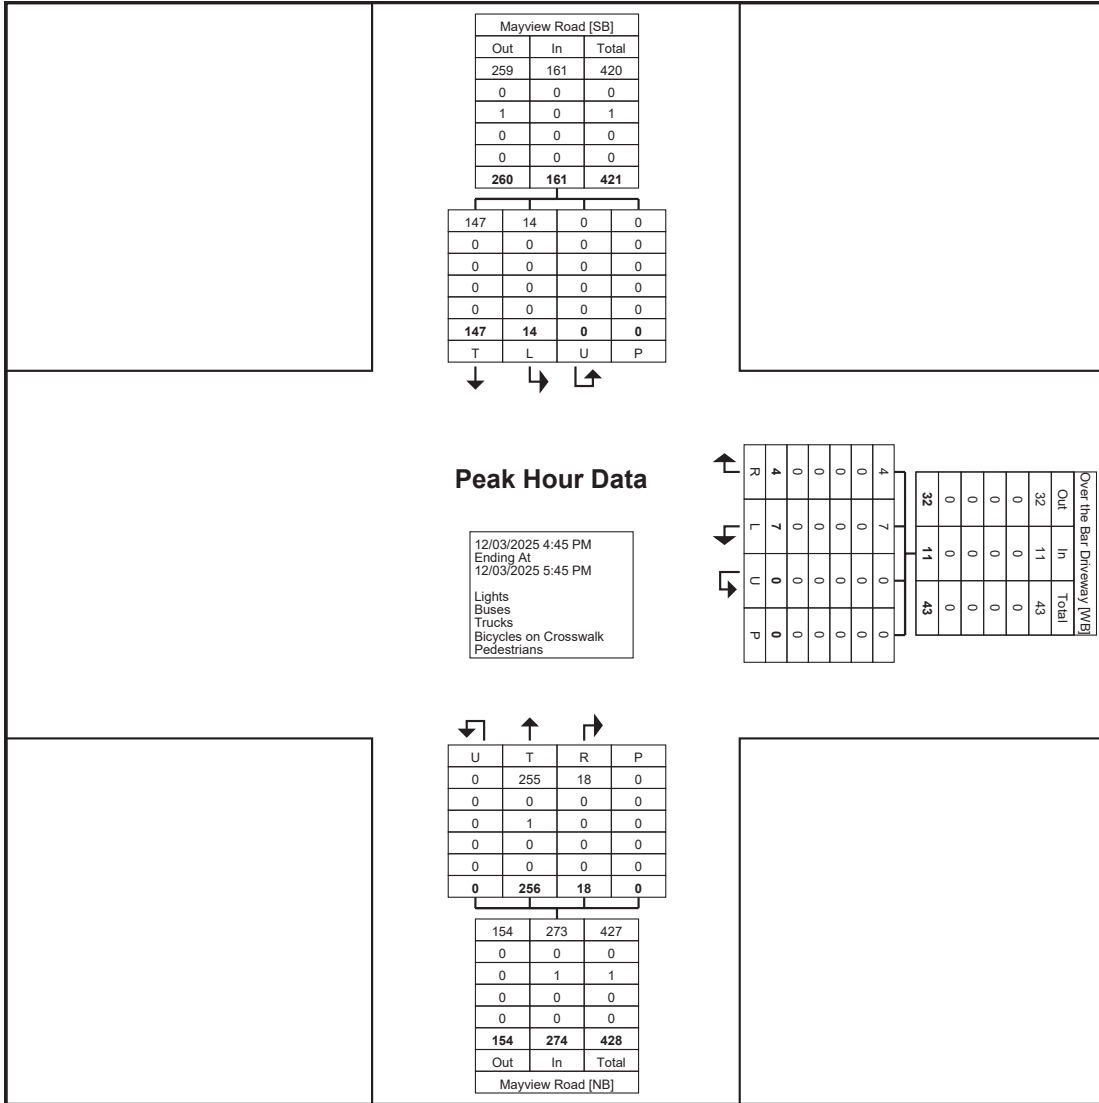 Mayview Road [SB]
Out In Total
259 161 420
0 0 0
1 0 1
0 0 0
0 0 0
260 161 421
147 14 0 0
0 0 0 0
0 0 0 0
0 0 0 0
0 0 0 0
147 14 0 0
T L U P
Peak Hour Data
12/03/2025 4:45 PM
Ending At
12/03/2025 5:45 PM
Lights
Buses
Trucks
Bicycles on Crosswalk
Pedestrians
Over the Bar Driveway [WB]
Out In Total
32 11 43
0 0 0
0 0 0
0 0 0
0 0 0
32 11 43
4 7 0 0
0 0 0 0
0 0 0 0
0 0 0 0
0 0 0 0
4 7 0 0
R L U P
U T R P
0 255 18 0
0 0 0 0
0 1 0 0
0 0 0 0
0 0 0 0
0 256 18 0
154 273 427
0 0 0
0 1 1
0 0 0
0 0 0
154 274 428
Out In Total
Mayview Road [NB]